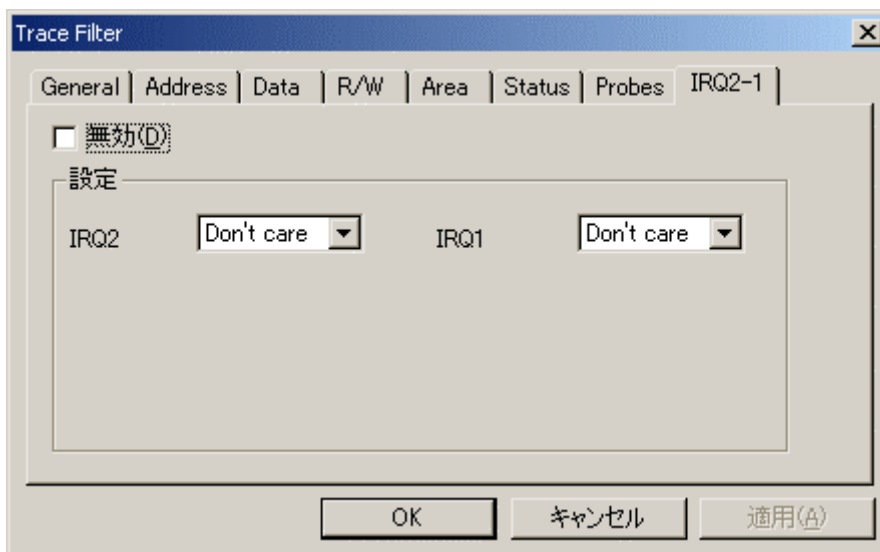 Trace Filter
General Address Data R/W Area Status Probes IRQ2-1
無効(D)
設定
IRQ2 Don't care IRQ1 Don't care
OK キャンセル 適用(A)